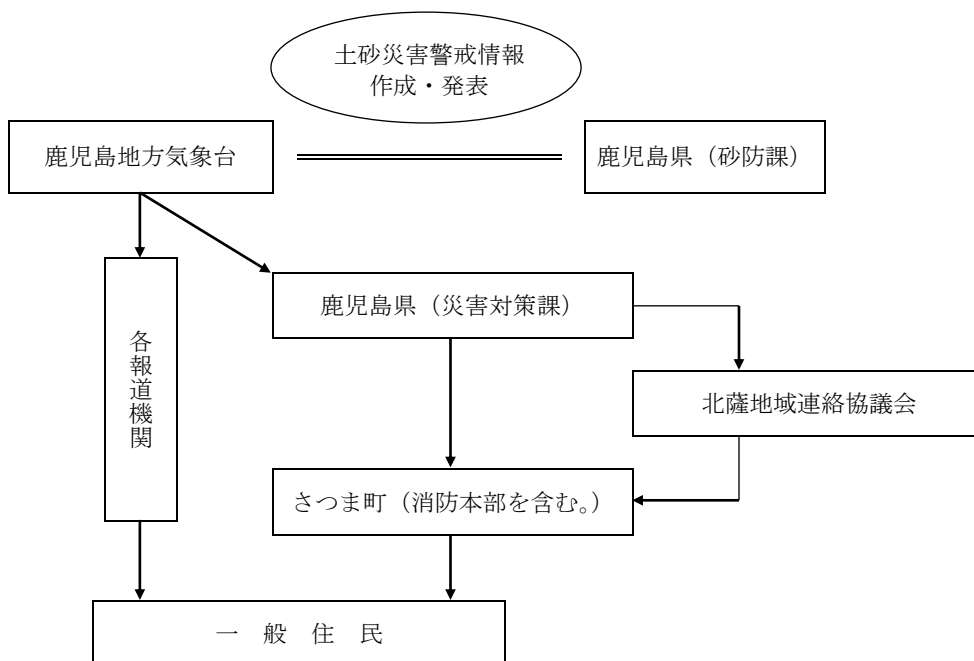 土砂災害警戒情報
作成・発表
鹿児島地方気象台
鹿児島県（砂防課）
鹿児島県（災害対策課）
各報道機関
北薩地域連絡協議会
さつま町（消防本部を含む。）
一　般　住　民